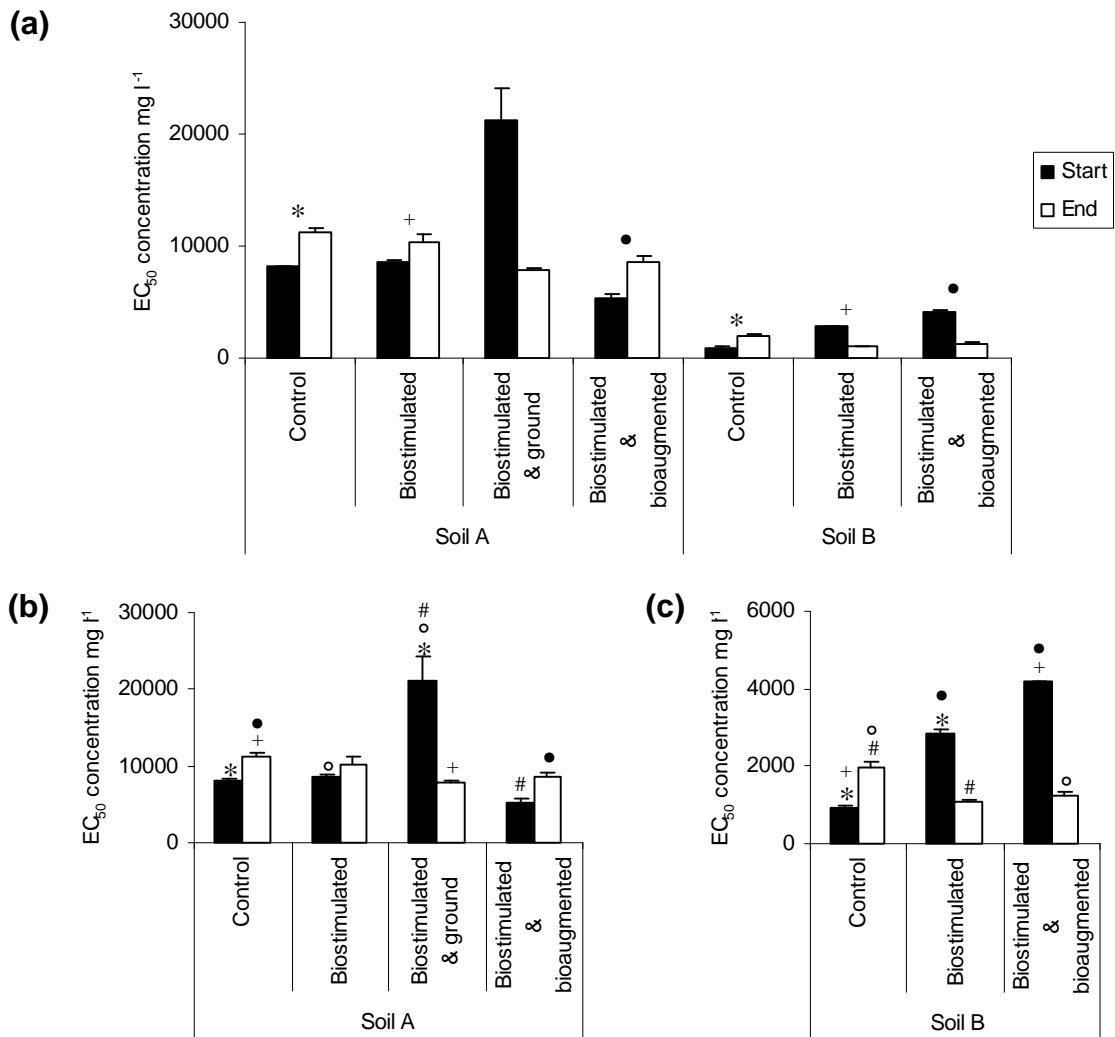 (a)
EC50 concentration mg l-1
30000
20000
10000
0
*
+
●
*
+
●
Start
End
Control
Biostimulated
Biostimulated
& ground
Biostimulated
&
bioaugmented
Control
Biostimulated
Biostimulated
&
bioaugmented
Soil A
Soil B
(b)
EC50 concentration mg l-1
30000
20000
10000
0
*
●
+
○
#
○
*
+
#
●
Control
Biostimulated
Biostimulated
& ground
Biostimulated
&
bioaugmented
Soil A
(c)
EC50 concentration mg l-1
6000
4000
2000
0
+
*
○
#
●
*
#
●
+
○
Control
Biostimulated
Biostimulated
&
bioaugmented
Soil B